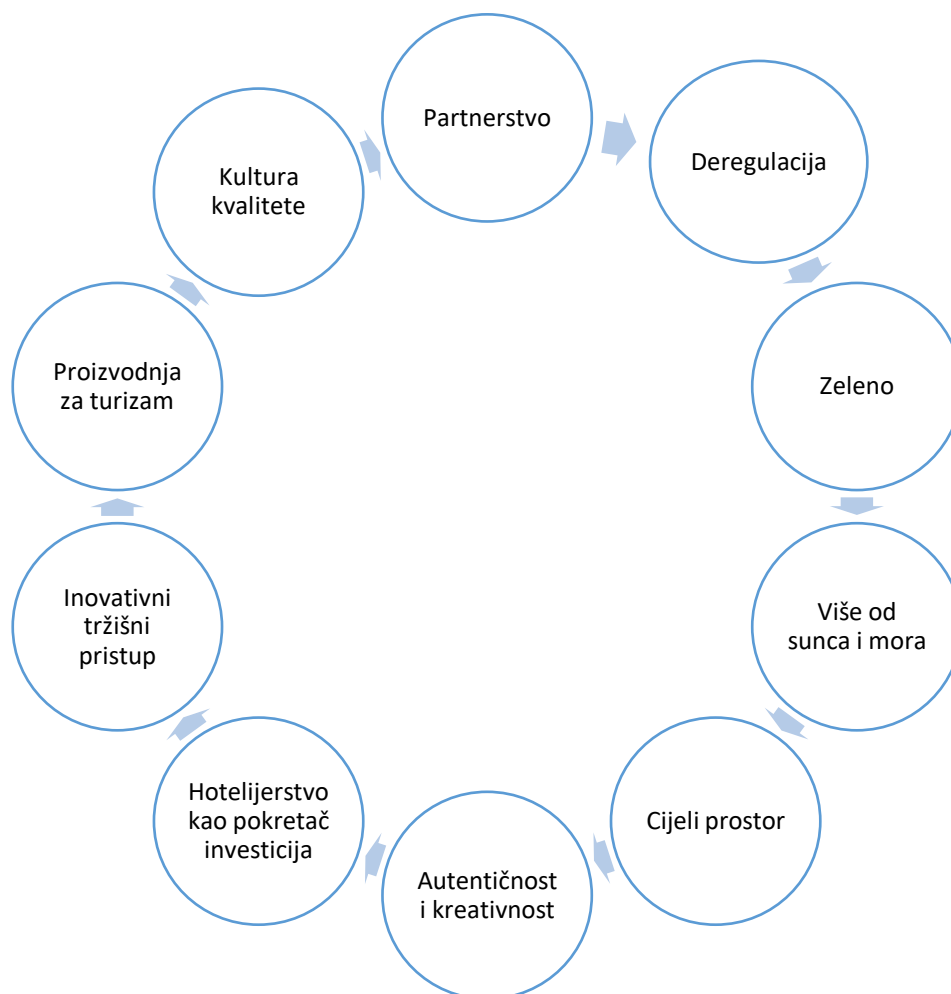 Partnerstvo
Deregulacija
Zeleno
Više od
sunca i mora
Cijeli prostor
Autentičnost
i kreativnost
Hotelijerstvo
kao pokretač
investicija
Inovativni
tržišni
pristup
Proizvodnja
za turizam
Kultura
kvalitete